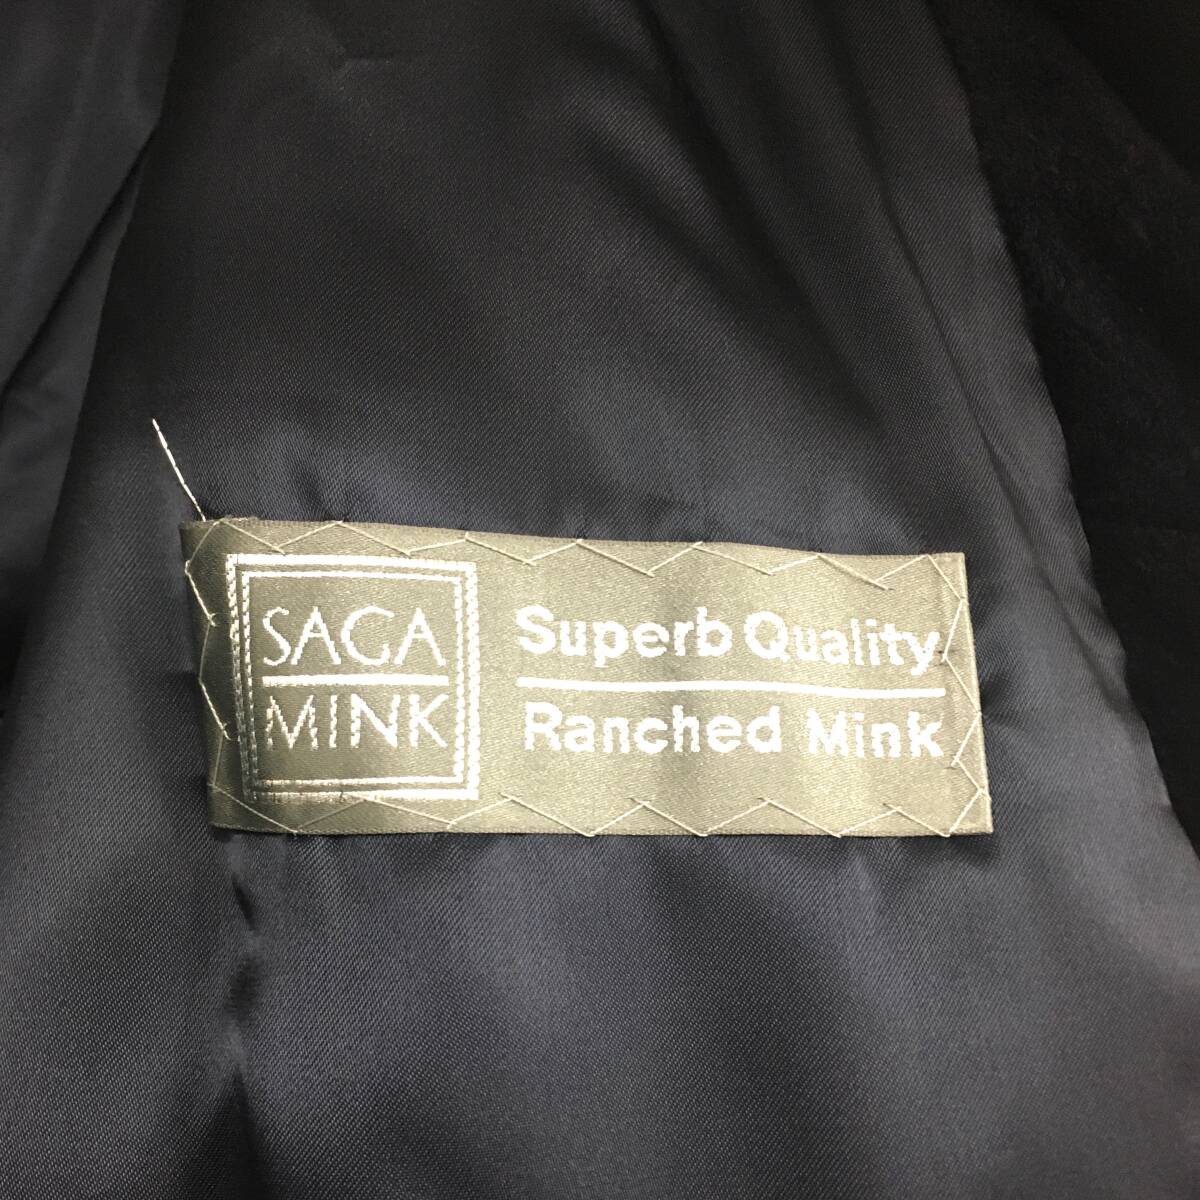 SAGA
MINK
Superb Quality
Ranched Mink